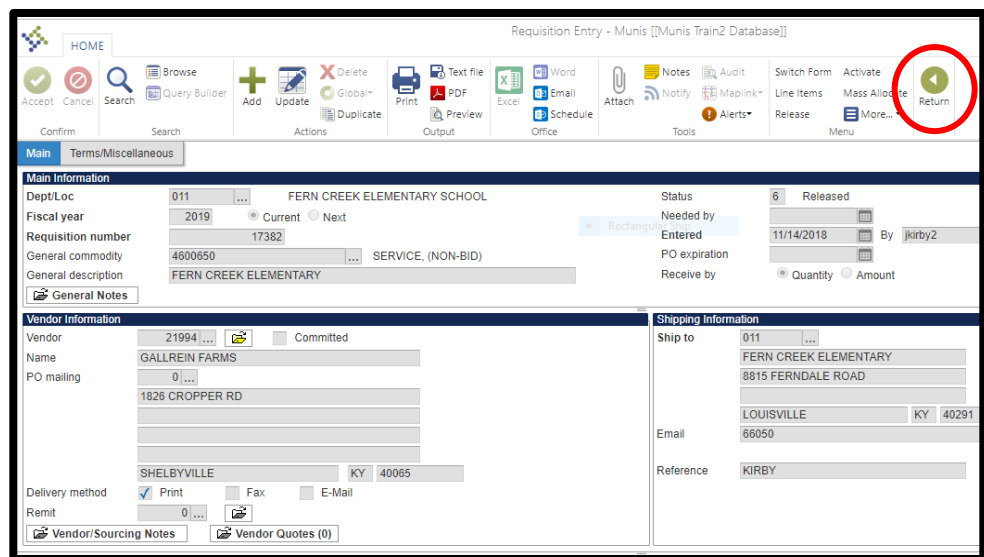 Requisition Entry - Munis [[Munis Train2 Database]]
HOME
Accept Cancel Search Browse Query Builder
Add Update Delete Global Duplicate
Print Text file PDF Preview
Excel Word Email Schedule
Attach Notes Notify Audit Maplink Alerts
Switch Form Activate
Line Items Mass Allocate
Release More...
Return
Confirm Search Actions Output Office Tools Menu
Main Terms/Miscellaneous
Main Information
Dept/Loc 011 ... FERN CREEK ELEMENTARY SCHOOL Status 6 Released
Fiscal year 2019 Current Next Needed by
Rectangular Snip
Requisition number 17382 Entered 11/14/2018 By jkirby2
General commodity 4600650 ... SERVICE, (NON-BID) PO expiration
General description FERN CREEK ELEMENTARY Receive by Quantity Amount
General Notes
Vendor Information Shipping Information
Vendor 21994 ... Committed Ship to 011 ...
Name GALLREIN FARMS FERN CREEK ELEMENTARY
PO mailing 0 ... 8815 FERNDALE ROAD
1826 CROPPER RD
LOUISVILLE KY 40291
Email 66050
SHELBYVILLE KY 40065 Reference KIRBY
Delivery method Print Fax E-Mail
Remit 0 ...
Vendor/Sourcing Notes Vendor Quotes (0)